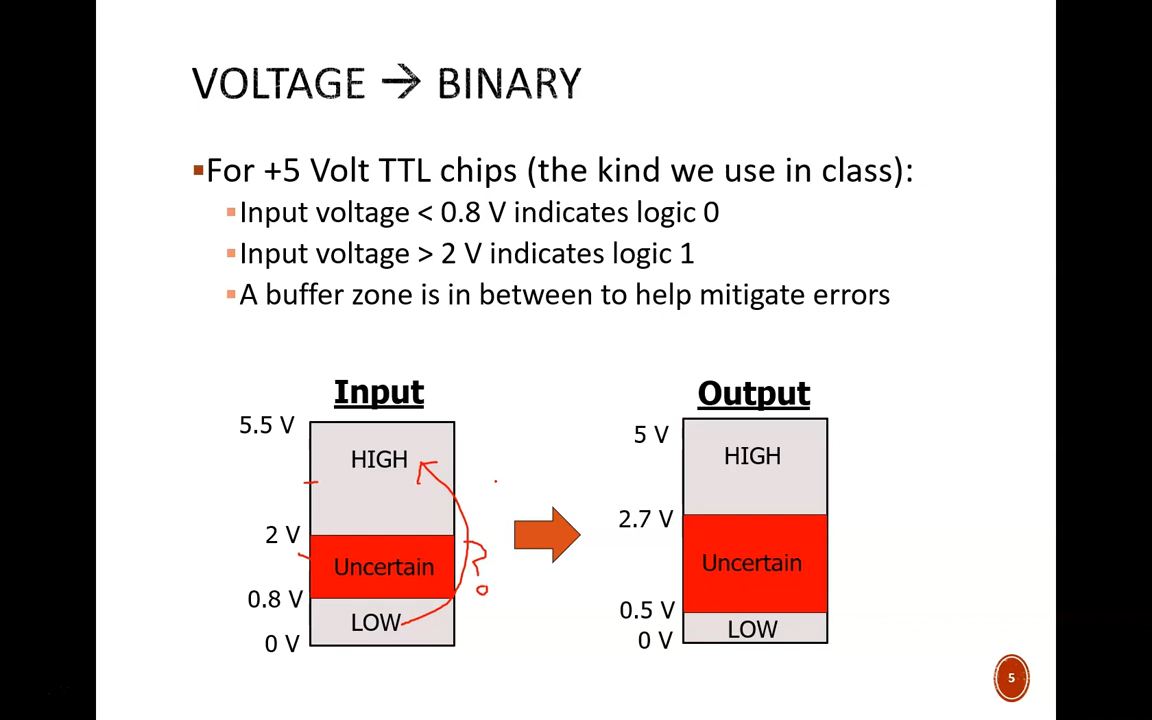 VOLTAGE → BINARY
▪For +5 Volt TTL chips (the kind we use in class):
▪Input voltage < 0.8 V indicates logic 0
▪Input voltage > 2 V indicates logic 1
▪A buffer zone is in between to help mitigate errors
Input
5.5 V
HIGH
2 V
Uncertain
?
0.8 V
LOW
0 V
Output
5 V
HIGH
2.7 V
Uncertain
0.5 V
LOW
0 V
5